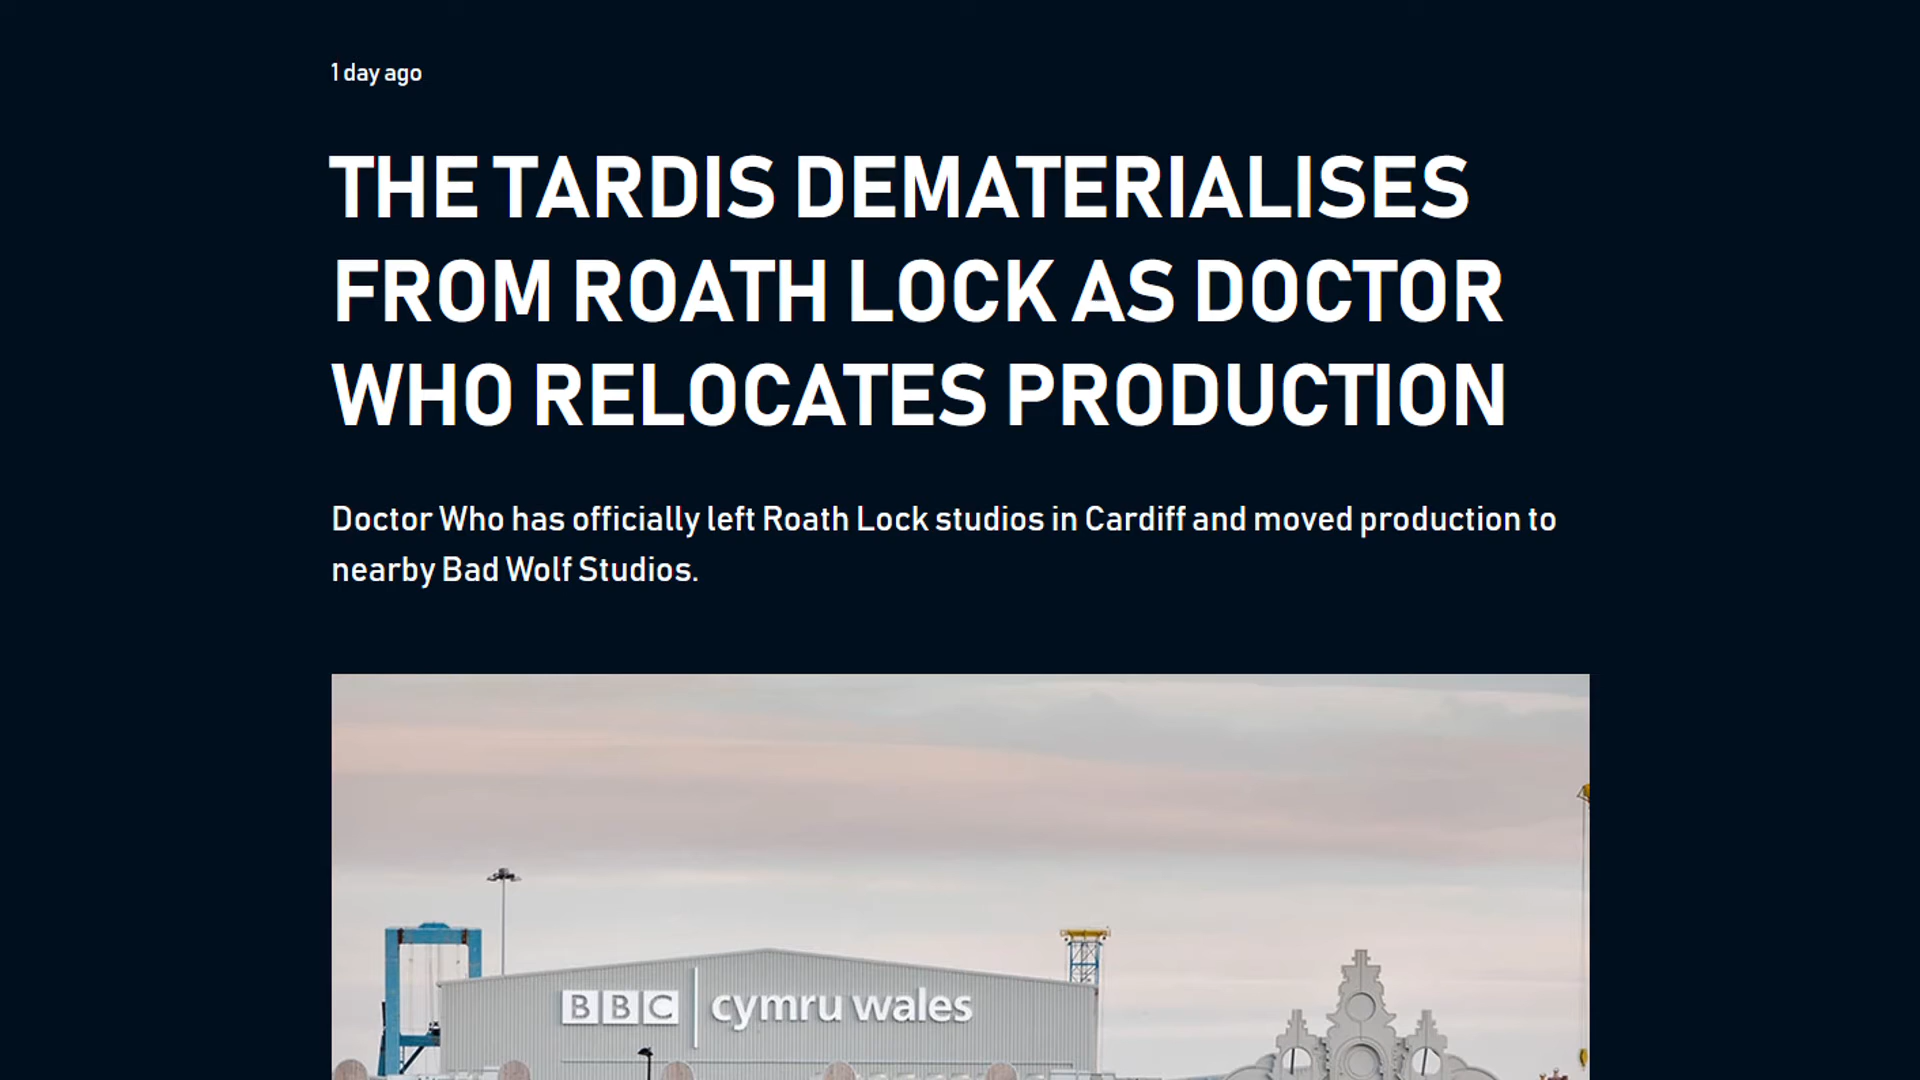 1 day ago
THE TARDIS DEMATERIALISES
FROM ROATH LOCK AS DOCTOR
WHO RELOCATES PRODUCTION
Doctor Who has officially left Roath Lock studios in Cardiff and moved production to
nearby Bad Wolf Studios.
BBC cymru wales